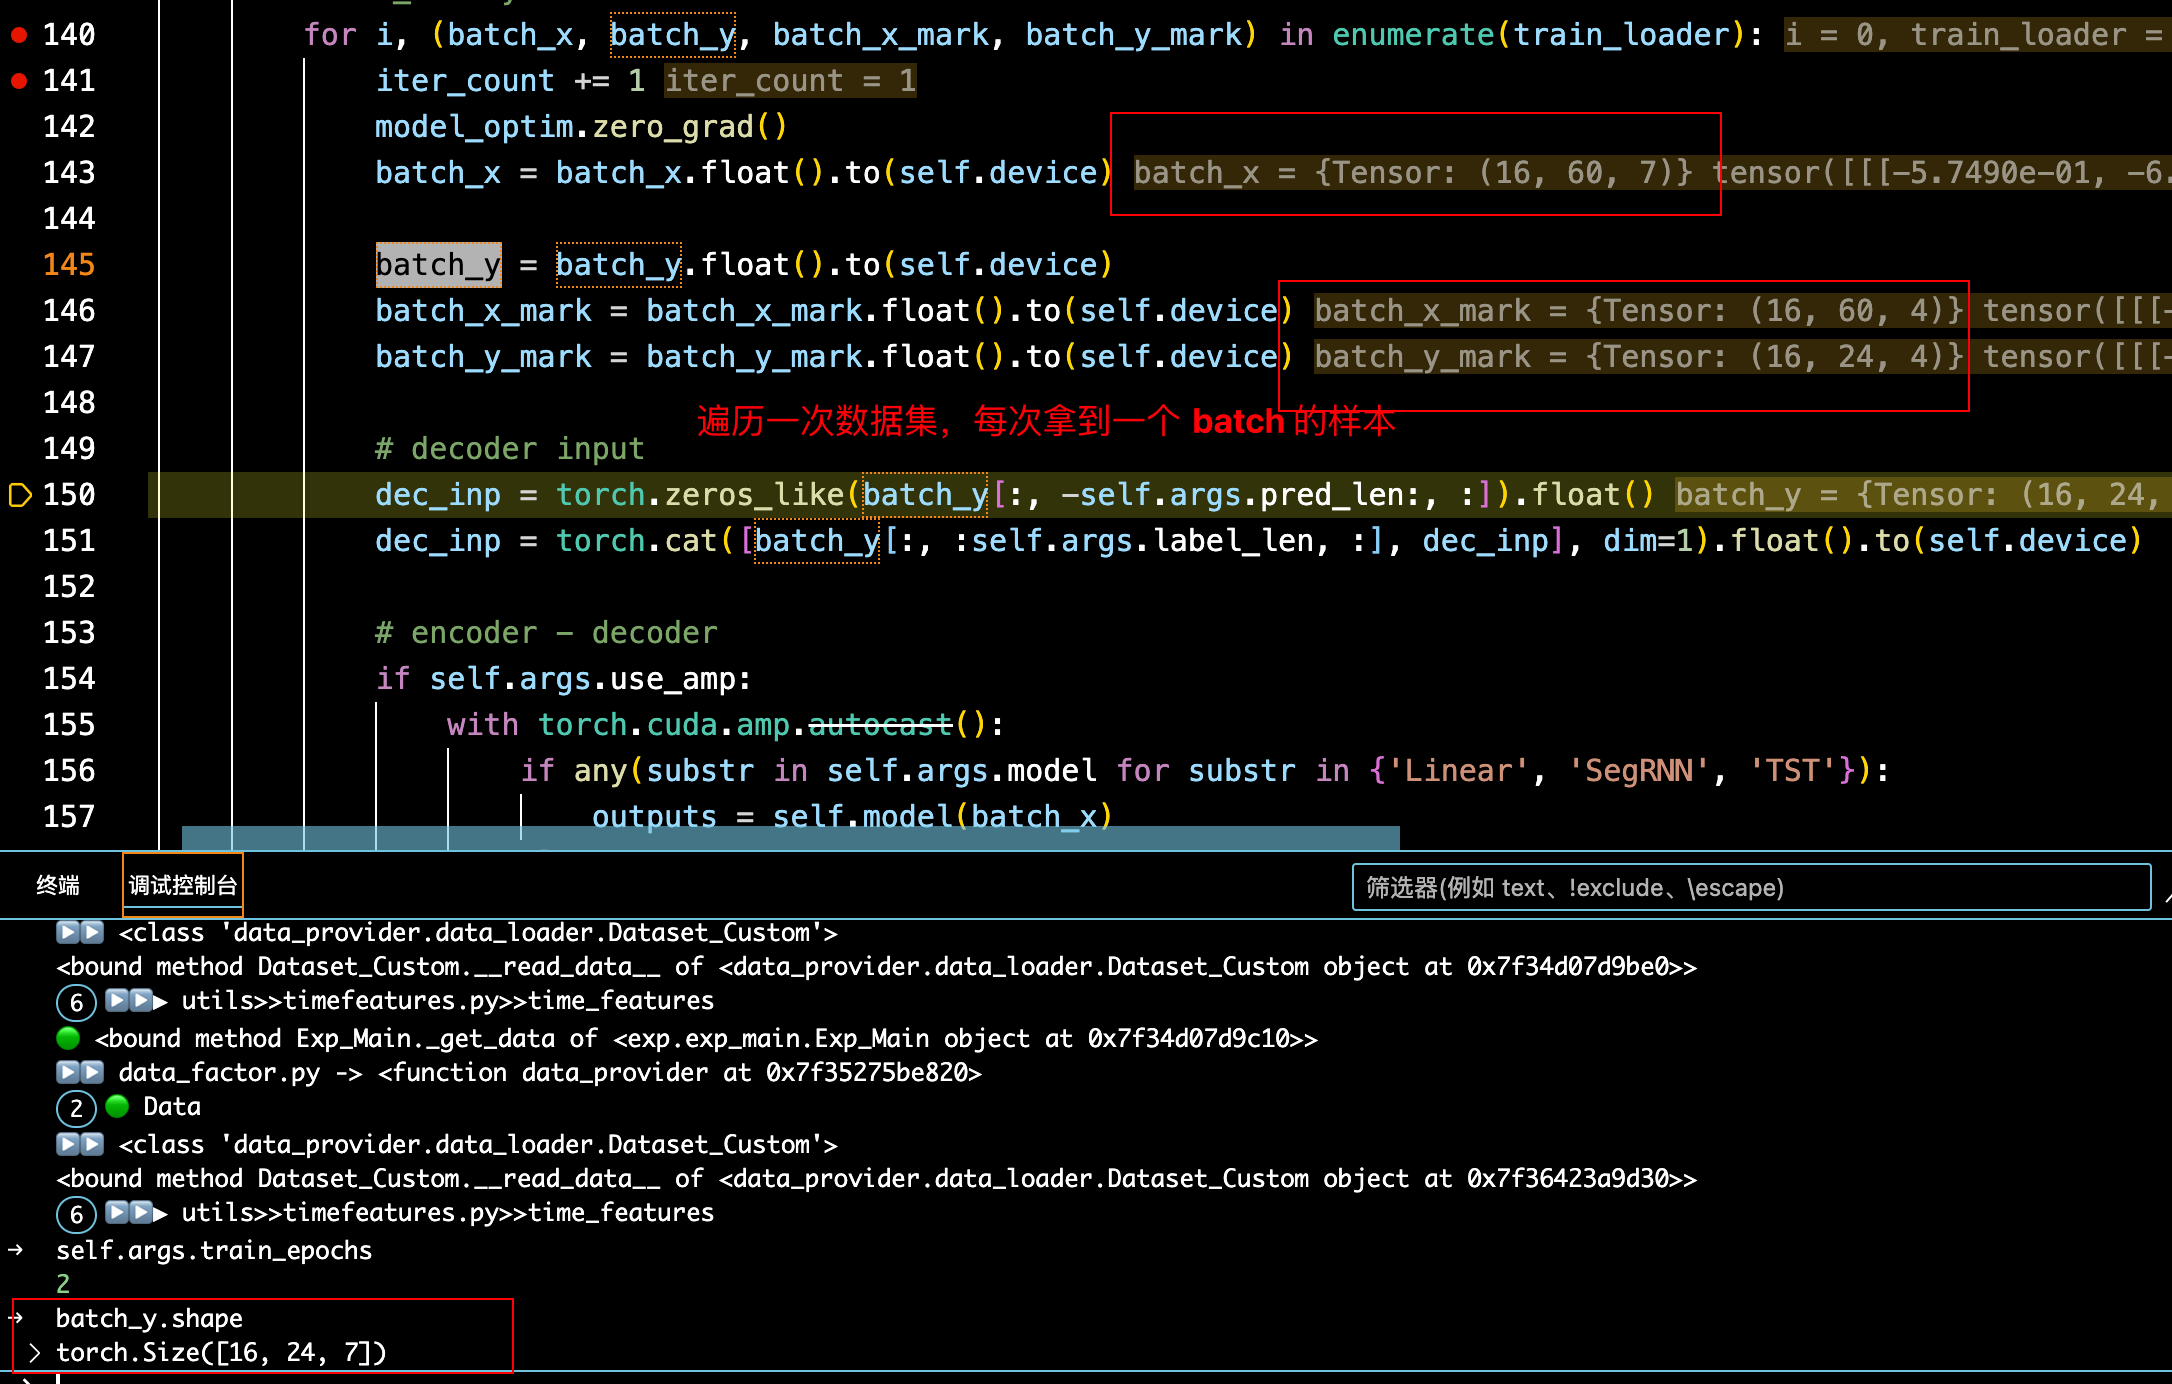 140 for i, (batch_x, batch_y, batch_x_mark, batch_y_mark) in enumerate(train_loader): i = 0, train_loader =
141 iter_count += 1 iter_count = 1
142 model_optim.zero_grad()
143 batch_x = batch_x.float().to(self.device) batch_x = {Tensor: (16, 60, 7)} tensor([[[-5.7490e-01, -6.
144
145 batch_y = batch_y.float().to(self.device)
146 batch_x_mark = batch_x_mark.float().to(self.device) batch_x_mark = {Tensor: (16, 60, 4)} tensor([[[-
147 batch_y_mark = batch_y_mark.float().to(self.device) batch_y_mark = {Tensor: (16, 24, 4)} tensor([[[-
148
遍历一次数据集，每次拿到一个 batch 的样本
149 # decoder input
150 dec_inp = torch.zeros_like(batch_y[:, -self.args.pred_len:, :]).float() batch_y = {Tensor: (16, 24,
151 dec_inp = torch.cat([batch_y[:, :self.args.label_len, :], dec_inp], dim=1).float().to(self.device)
152
153 # encoder - decoder
154 if self.args.use_amp:
155 with torch.cuda.amp.autocast():
156 if any(substr in self.args.model for substr in {'Linear', 'SegRNN', 'TST'}):
157 outputs = self.model(batch_x)
终端 调试控制台 筛选器(例如 text、!exclude、\escape)
<class 'data_provider.data_loader.Dataset_Custom'>
<bound method Dataset_Custom.__read_data__ of <data_provider.data_loader.Dataset_Custom object at 0x7f34d07d9be0>>
6 utils>>timefeatures.py>>time_features
<bound method Exp_Main._get_data of <exp.exp_main.Exp_Main object at 0x7f34d07d9c10>>
data_factor.py -> <function data_provider at 0x7f35275be820>
2 Data
<class 'data_provider.data_loader.Dataset_Custom'>
<bound method Dataset_Custom.__read_data__ of <data_provider.data_loader.Dataset_Custom object at 0x7f36423a9d30>>
6 utils>>timefeatures.py>>time_features
→ self.args.train_epochs
2
→ batch_y.shape
> torch.Size([16, 24, 7])